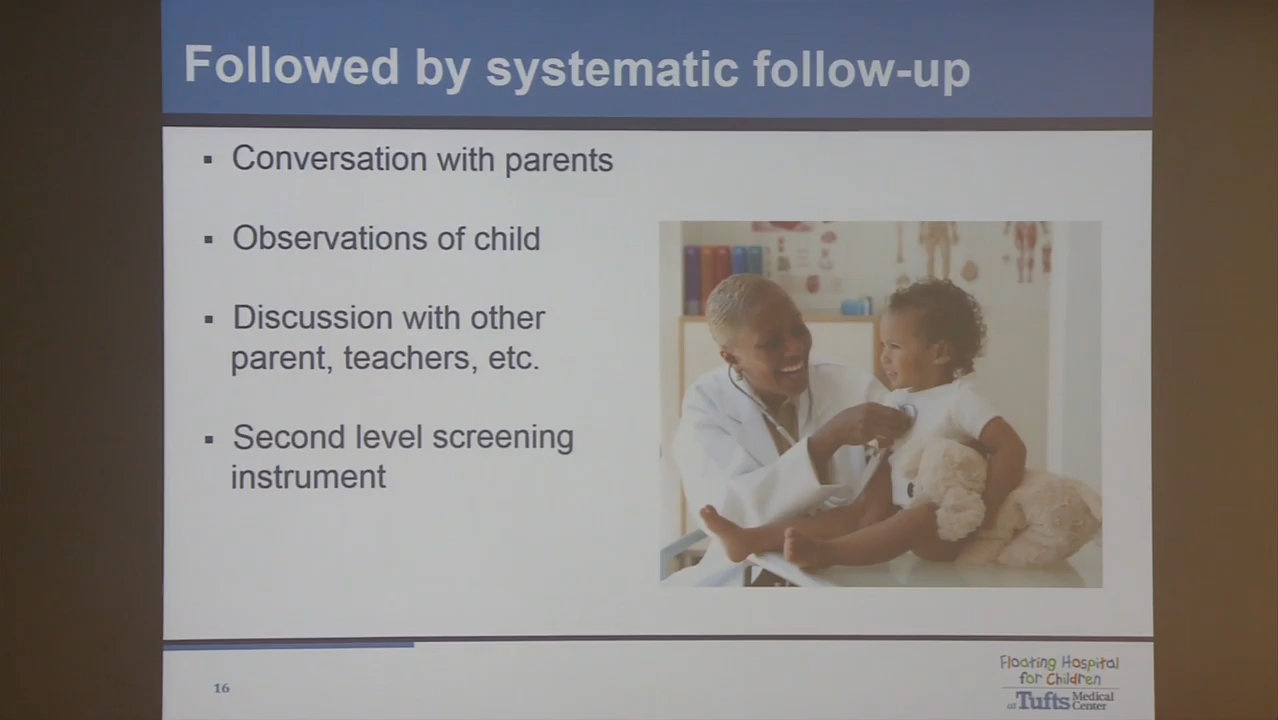 Followed by systematic follow-up
▪ Conversation with parents
▪ Observations of child
▪ Discussion with other
parent, teachers, etc.
▪ Second level screening
instrument
16
Floating Hospital
for Children
at Tufts Medical
Center